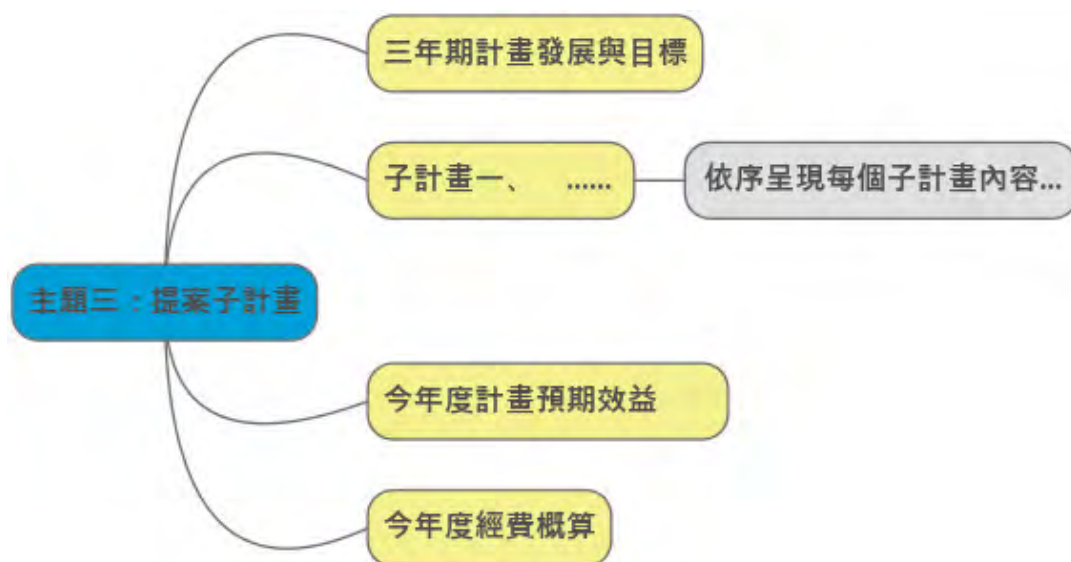 三年期計畫發展與目標
子計畫一、 ......
依序呈現每個子計畫內容...
主題三：提案子計畫
今年度計畫預期效益
今年度經費概算